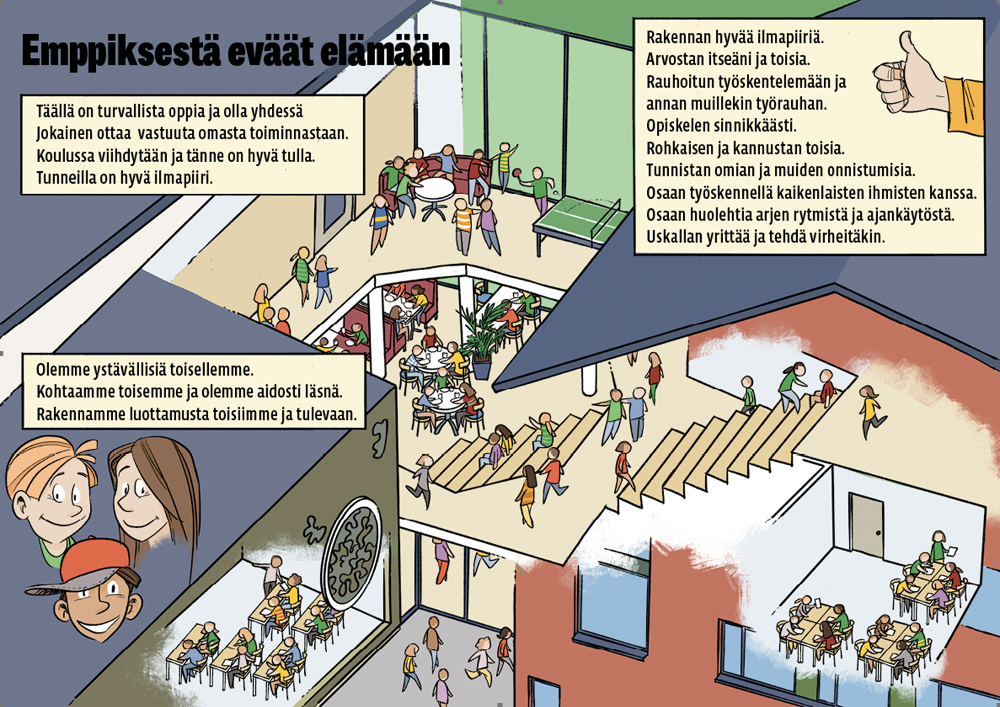 Emppiksestä eväät elämään
Täällä on turvallista oppia ja olla yhdessä
Jokainen ottaa vastuuta omasta toiminnastaan.
Koulussa viihdytään ja tänne on hyvä tulla.
Tunneilla on hyvä ilmapiiri.
Rakennan hyvää ilmapiiriä.
Arvostan itseäni ja toisia.
Rauhoitun työskentelemään ja
annan muillekin työrauhan.
Opiskelen sinnikkäästi.
Rohkaisen ja kannustan toisia.
Tunnistan omian ja muiden onnistumisia.
Osaan työskennellä kaikenlaisten ihmisten kanssa.
Osaan huolehtia arjen rytmistä ja ajankäytöstä.
Uskallan yrittää ja tehdä virheitäkin.
Olemme ystävällisiä toisellemme.
Kohtaamme toisemme ja olemme aidosti läsnä.
Rakennamme luottamusta toisiimme ja tulevaan.